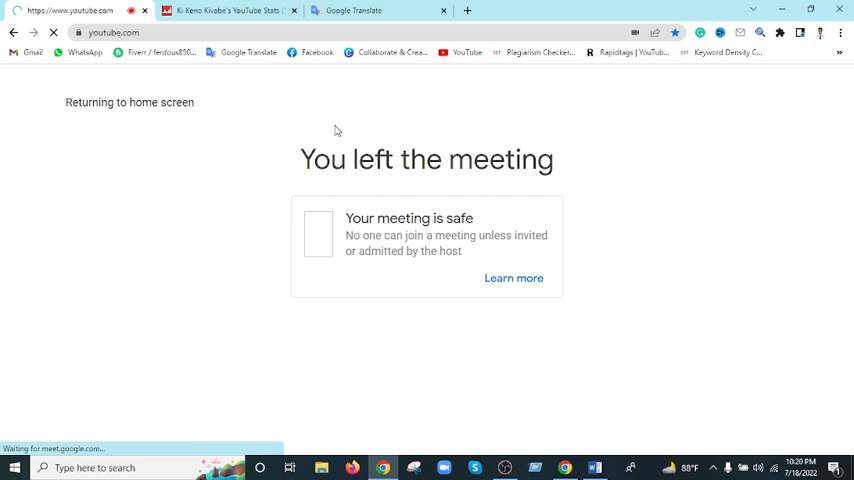 https://www.youtube.com
Ki Keno Kivabe's YouTube Stats (S
Google Translate
youtube.com
Gmail
WhatsApp
Fiverr / ferdous850...
Google Translate
Facebook
Collaborate & Crea...
YouTube
Plagiarism Checker...
Rapidtags | YouTub...
Keyword Density C...
Returning to home screen
You left the meeting
Your meeting is safe
No one can join a meeting unless invited
or admitted by the host
Learn more
Waiting for meet.google.com...
Type here to search
88°F
10:20 PM
7/18/2022